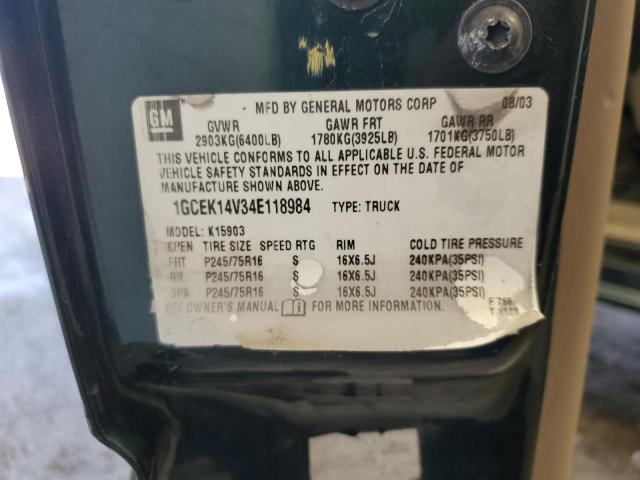 GM
MFD BY GENERAL MOTORS CORP 08/03
GVWR GAWR FRT GAWR RR
2903KG(6400LB) 1780KG(3925LB) 1701KG(3750LB)
THIS VEHICLE CONFORMS TO ALL APPLICABLE U.S. FEDERAL MOTOR
VEHICLE SAFETY STANDARDS IN EFFECT ON THE DATE OF
MANUFACTURE SHOWN ABOVE.
1GCEK14V34E118984 TYPE: TRUCK
MODEL: K15903
KPEN TIRE SIZE SPEED RTG RIM COLD TIRE PRESSURE
FRT P245/75R16 S 16X6.5J 240KPA(35PSI)
RR P245/75R16 S 16X6.5J 240KPA(35PSI)
SPA P245/75R16 S 16X6.5J 240KPA(35PSI)
SEE OWNER'S MANUAL FOR MORE INFORMATION.